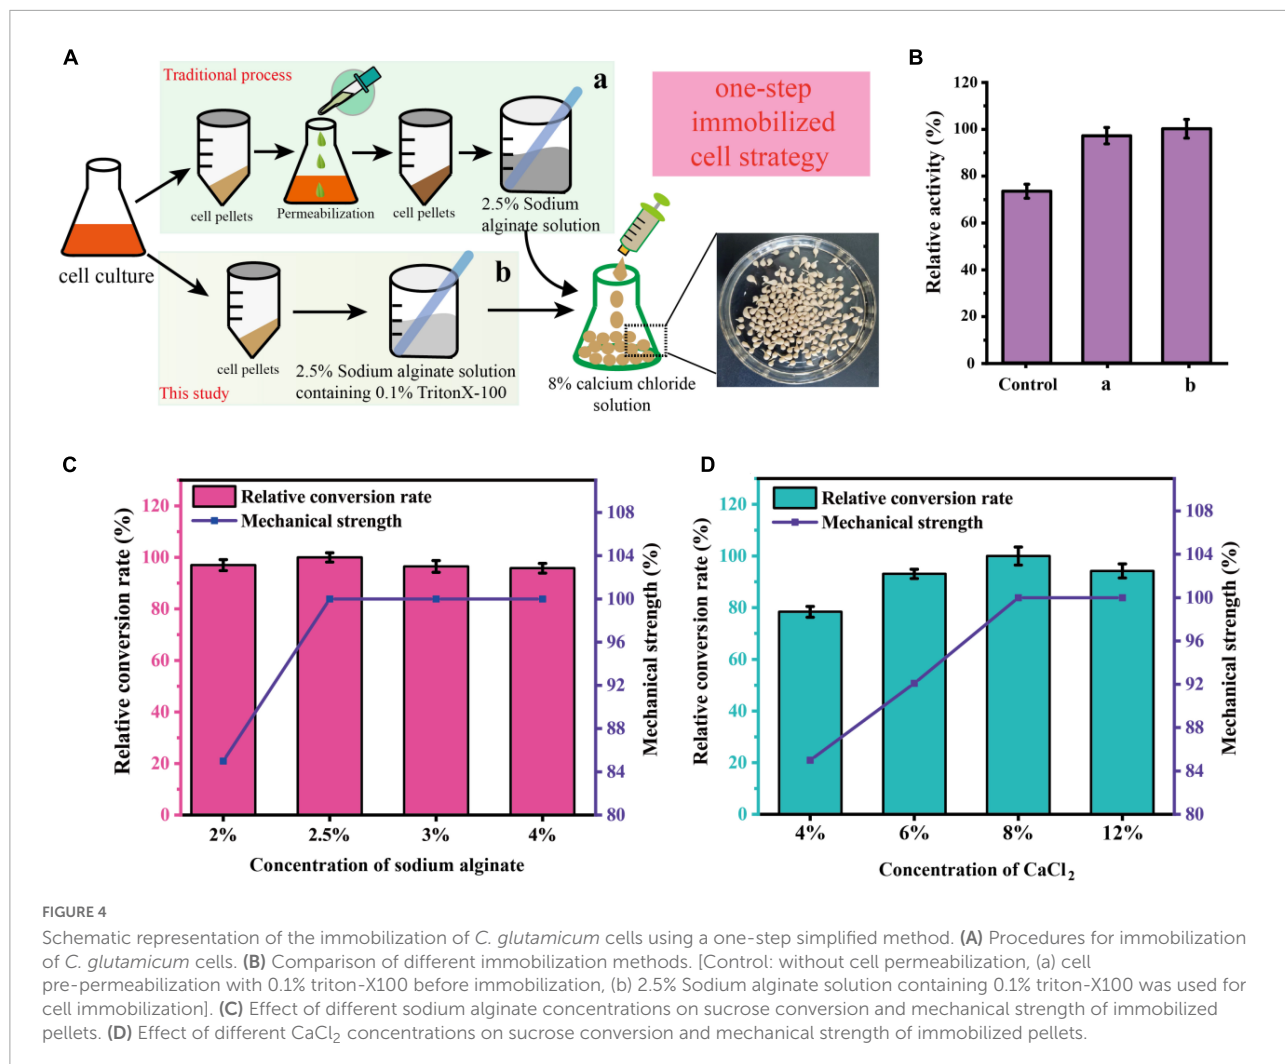 A
Traditional process
a
cell pellets
Permeabilization
cell pellets
2.5% Sodium
alginate solution
cell culture
b
cell pellets
2.5% Sodium alginate solution
containing 0.1% TritonX-100
This study
one-step
immobilized
cell strategy
8% calcium chloride
solution
B
Relative activity (%)
120
100
80
60
40
20
0
Control
a
b
C
Relative conversion rate
Mechanical strength
Relative conversion rate (%)
120
100
80
60
40
20
0
Mechanical strength (%)
108
104
100
96
92
88
84
80
2%
2.5%
3%
4%
Concentration of sodium alginate
D
Relative conversion rate
Mechanical strength
Relative conversion rate (%)
120
100
80
60
40
20
0
Mechanical strength (%)
108
104
100
96
92
88
84
80
4%
6%
8%
12%
Concentration of CaCl₂
FIGURE 4
Schematic representation of the immobilization of C. glutamicum cells using a one-step simplified method. (A) Procedures for immobilization
of C. glutamicum cells. (B) Comparison of different immobilization methods. [Control: without cell permeabilization, (a) cell
pre-permeabilization with 0.1% triton-X100 before immobilization, (b) 2.5% Sodium alginate solution containing 0.1% triton-X100 was used for
cell immobilization]. (C) Effect of different sodium alginate concentrations on sucrose conversion and mechanical strength of immobilized
pellets. (D) Effect of different CaCl₂ concentrations on sucrose conversion and mechanical strength of immobilized pellets.